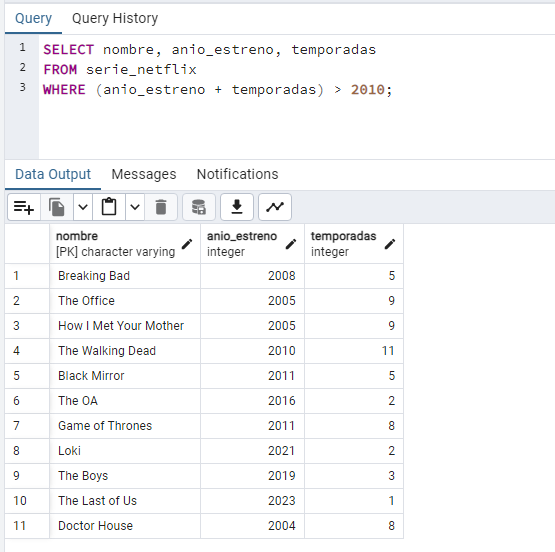 Query Query History
1 SELECT nombre, anio_estreno, temporadas
2 FROM serie_netflix
3 WHERE (anio_estreno + temporadas) > 2010;
Data Output Messages Notifications
nombre anio_estreno temporadas
[PK] character varying integer integer
1 Breaking Bad 2008 5
2 The Office 2005 9
3 How I Met Your Mother 2005 9
4 The Walking Dead 2010 11
5 Black Mirror 2011 5
6 The OA 2016 2
7 Game of Thrones 2011 8
8 Loki 2021 2
9 The Boys 2019 3
10 The Last of Us 2023 1
11 Doctor House 2004 8